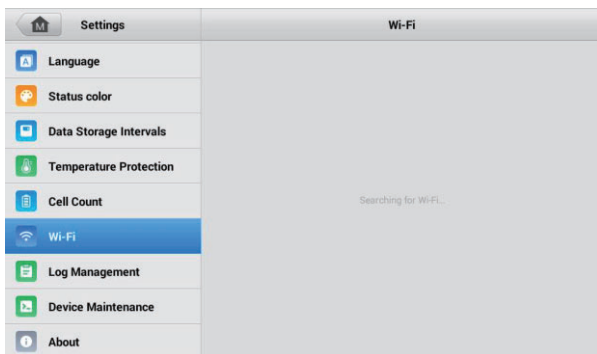 M Settings
Wi-Fi
A Language
Status color
Data Storage Intervals
Temperature Protection
Cell Count
Wi-Fi
Log Management
Device Maintenance
About
Searching for Wi-Fi...